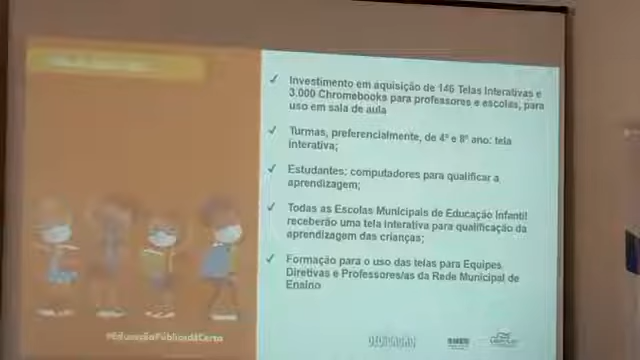 Investimento em aquisição de 146 Telas Interativas e
3.000 Chromebooks para professores e escolas, para
uso em sala de aula
Turmas, preferencialmente, de 4º e 8º ano: tela
interativa;
Estudantes: computadores para qualificar a
aprendizagem;
Todas as Escolas Municipais de Educação Infantil
receberão uma tela interativa para qualificação da
aprendizagem das crianças;
Formação para o uso das telas para Equipes
Diretivas e Professores/as da Rede Municipal de
Ensino
#EducaçãoPúblicadáCerto